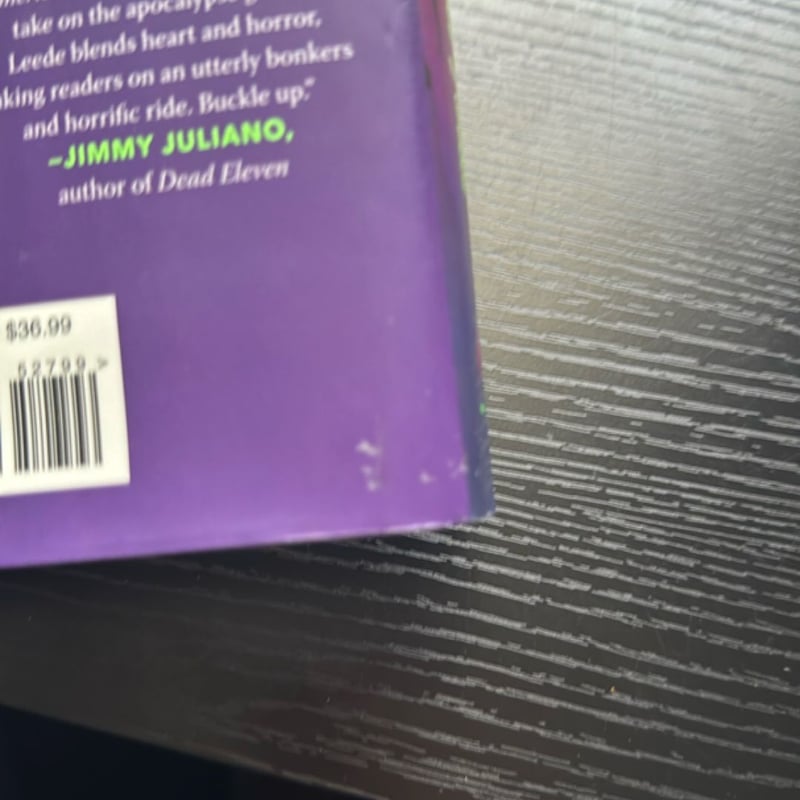 take on the apocalypse
Leede blends heart and horror,
king readers on an utterly bonkers
and horrific ride. Buckle up."
–JIMMY JULIANO,
author of Dead Eleven
$36.99
52799>